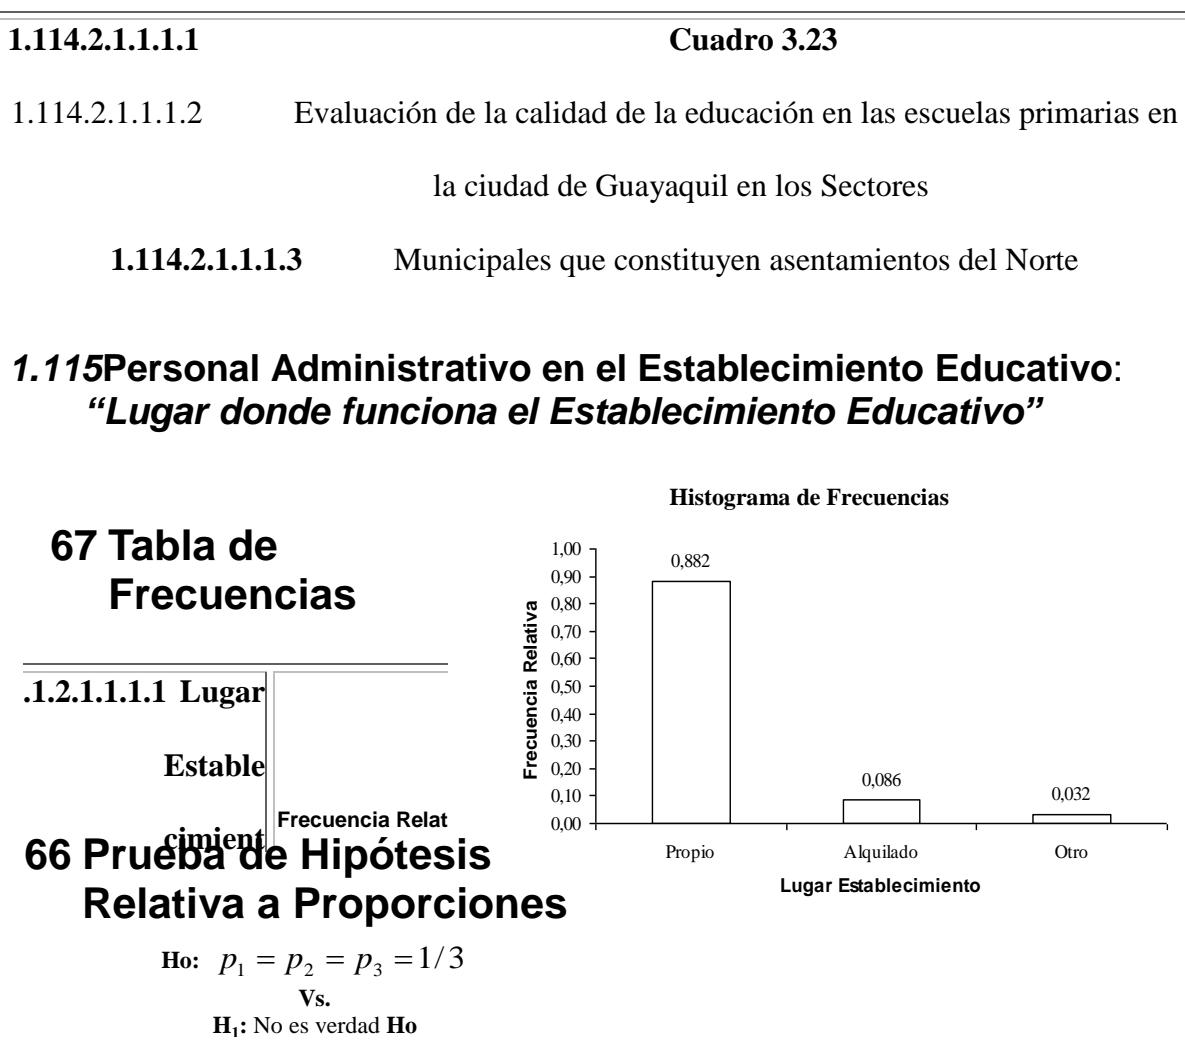 1.114.2.1.1.1.1 Cuadro 3.23
1.114.2.1.1.1.2 Evaluación de la calidad de la educación en las escuelas primarias en
la ciudad de Guayaquil en los Sectores
1.114.2.1.1.1.3 Municipales que constituyen asentamientos del Norte
1.115Personal Administrativo en el Establecimiento Educativo:
“Lugar donde funciona el Establecimiento Educativo”
67 Tabla de
Frecuencias
.1.2.1.1.1.1 Lugar
Estable
cimient
Frecuencia Relat
66 Prueba de Hipótesis
Relativa a Proporciones
Ho: p1 = p2 = p3 = 1/3
Vs.
H1: No es verdad Ho
Histograma de Frecuencias
Frecuencia Relativa
1,00
0,90
0,80
0,70
0,60
0,50
0,40
0,30
0,20
0,10
0,00
0,882
0,086
0,032
Propio Alquilado Otro
Lugar Establecimiento